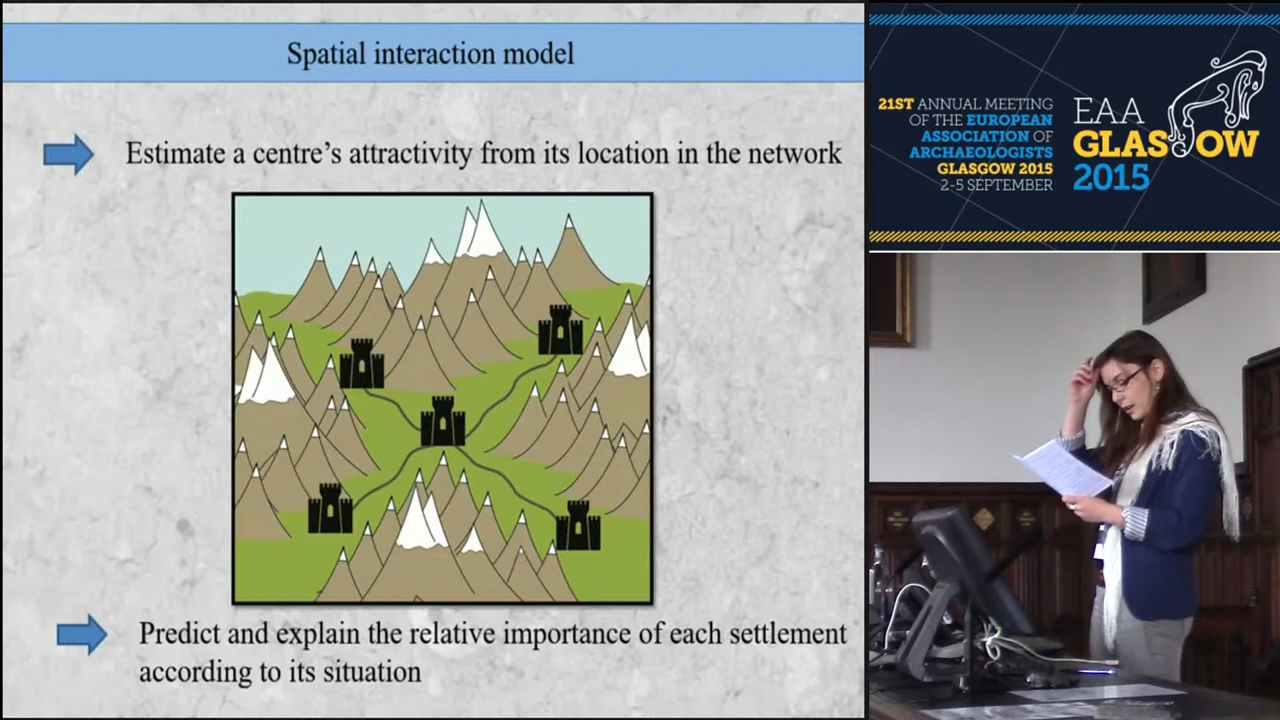 Spatial interaction model
Estimate a centre's attractivity from its location in the network
Predict and explain the relative importance of each settlement
according to its situation
21ST ANNUAL MEETING
OF THE EUROPEAN
ASSOCIATION OF
ARCHAEOLOGISTS
GLASGOW 2015
2-5 SEPTEMBER
EAA
GLASGOW
2015